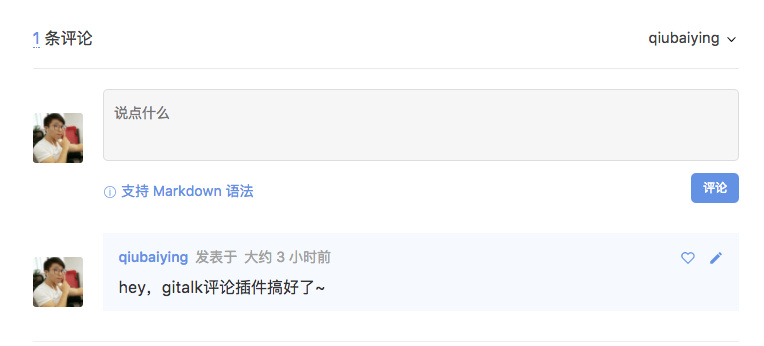 1 条评论
qiubaiying
说点什么
支持 Markdown 语法
评论
qiubaiying 发表于 大约 3 小时前
hey，gitalk评论插件搞好了~